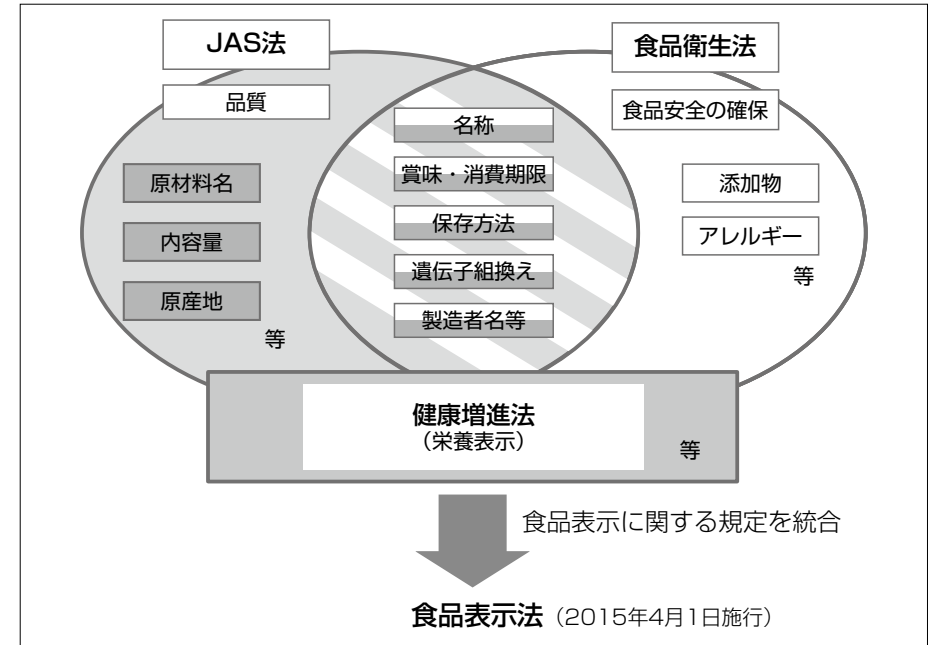 JAS法
品質
原材料名
内容量
原産地
等
名称
賞味・消費期限
保存方法
遺伝子組換え
製造者名等
食品衛生法
食品安全の確保
添加物
アレルギー
等
健康増進法
（栄養表示）
等
食品表示に関する規定を統合
食品表示法（2015年4月1日施行）